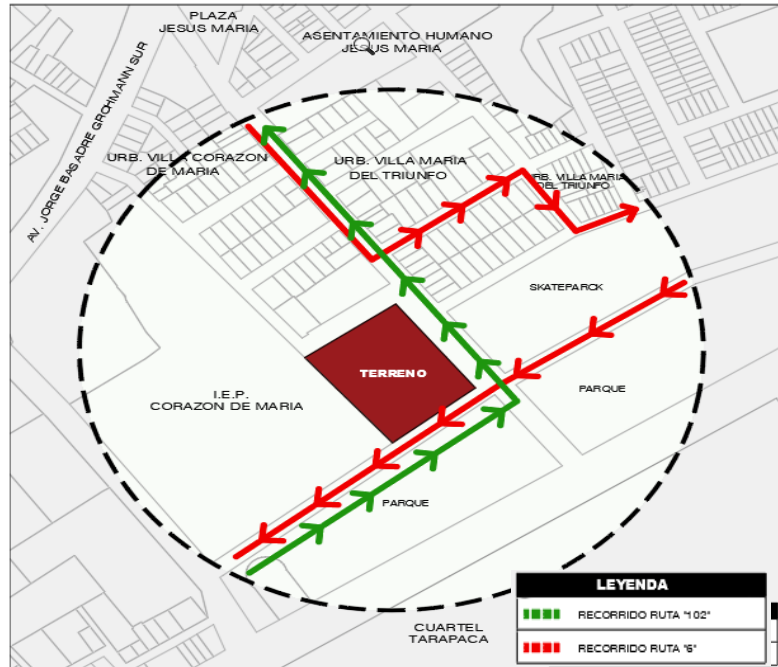 PLAZA
JESUS MARIA
ASENTAMIENTO HUMANO
JESUS MARIA
AV. JORGE BASADRE GROHMANN SUR
URB. VILLA CORAZON
DE MARIA
URB. VILLA MARIA
DEL TRIUNFO
URB. VILLA MARIA
DEL TRIUNFO
SKATEPARCK
TERRENO
PARQUE
I.E.P.
CORAZON DE MARIA
PARQUE
CUARTEL
TARAPACA
LEYENDA
RECORRIDO RUTA "102"
RECORRIDO RUTA "6"